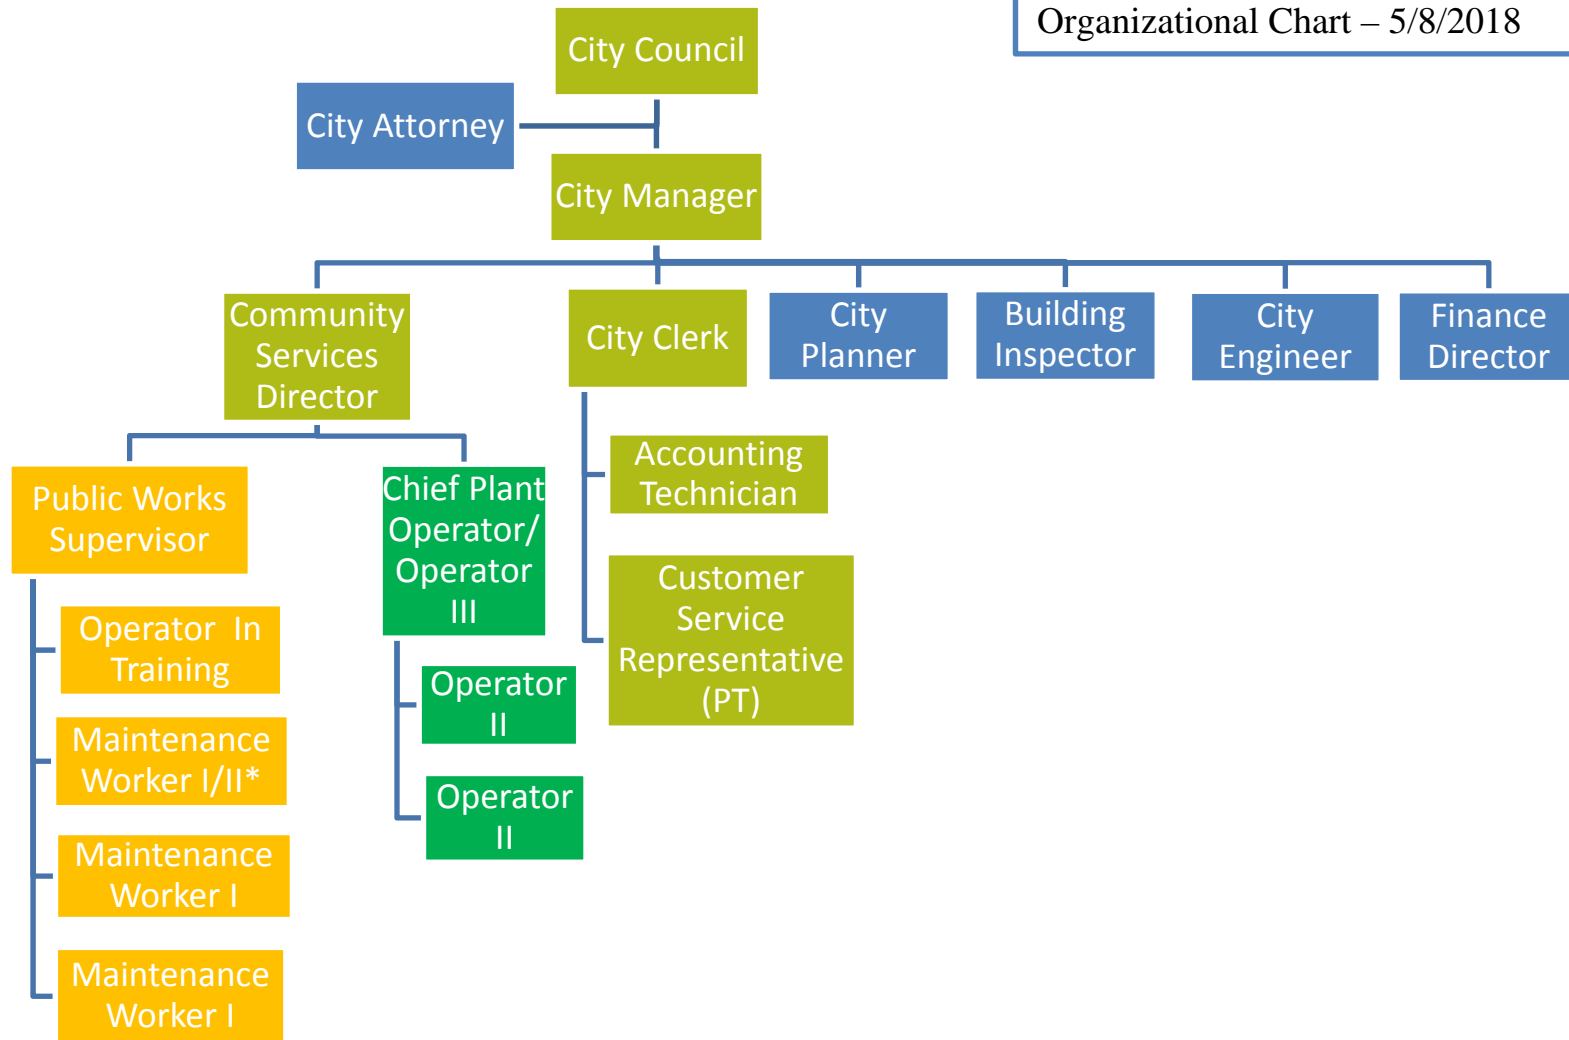 Organizational Chart – 5/8/2018
City Council
City Attorney
City Manager
Community
Services
Director
City Clerk
City
Planner
Building
Inspector
City
Engineer
Finance
Director
Public Works
Supervisor
Chief Plant
Operator/
Operator
III
Accounting
Technician
Customer
Service
Representative
(PT)
Operator In
Training
Maintenance
Worker I/II*
Maintenance
Worker I
Maintenance
Worker I
Operator
II
Operator
II